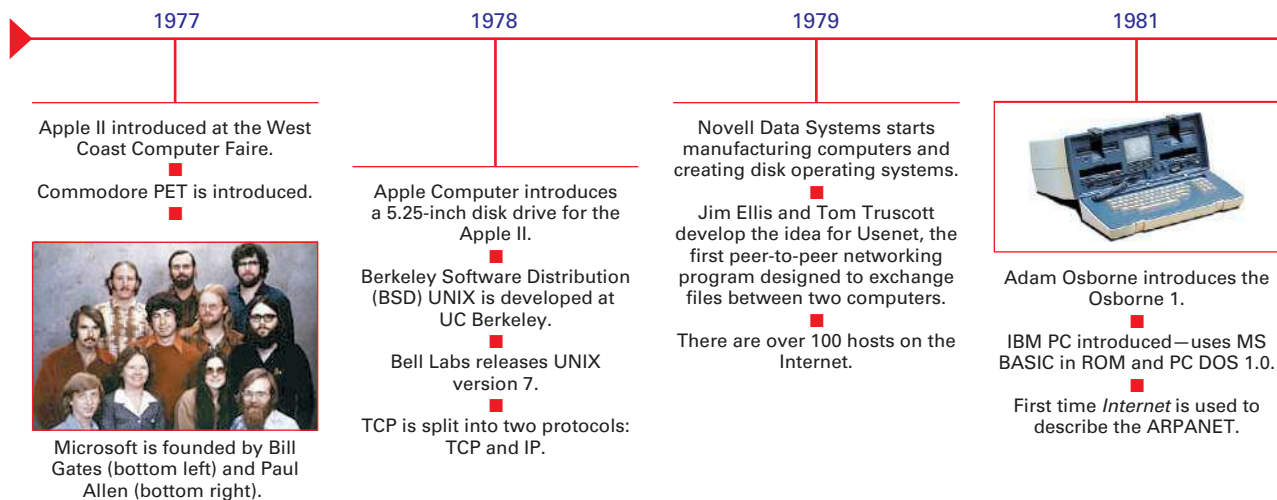 1977
Apple II introduced at the West
Coast Computer Faire.
Commodore PET is introduced.
Microsoft is founded by Bill
Gates (bottom left) and Paul
Allen (bottom right).
1978
Apple Computer introduces
a 5.25-inch disk drive for the
Apple II.
Berkeley Software Distribution
(BSD) UNIX is developed at
UC Berkeley.
Bell Labs releases UNIX
version 7.
TCP is split into two protocols:
TCP and IP.
1979
Novell Data Systems starts
manufacturing computers and
creating disk operating systems.
Jim Ellis and Tom Truscott
develop the idea for Usenet, the
first peer-to-peer networking
program designed to exchange
files between two computers.
There are over 100 hosts on the
Internet.
1981
Adam Osborne introduces the
Osborne 1.
IBM PC introduced—uses MS
BASIC in ROM and PC DOS 1.0.
First time Internet is used to
describe the ARPANET.